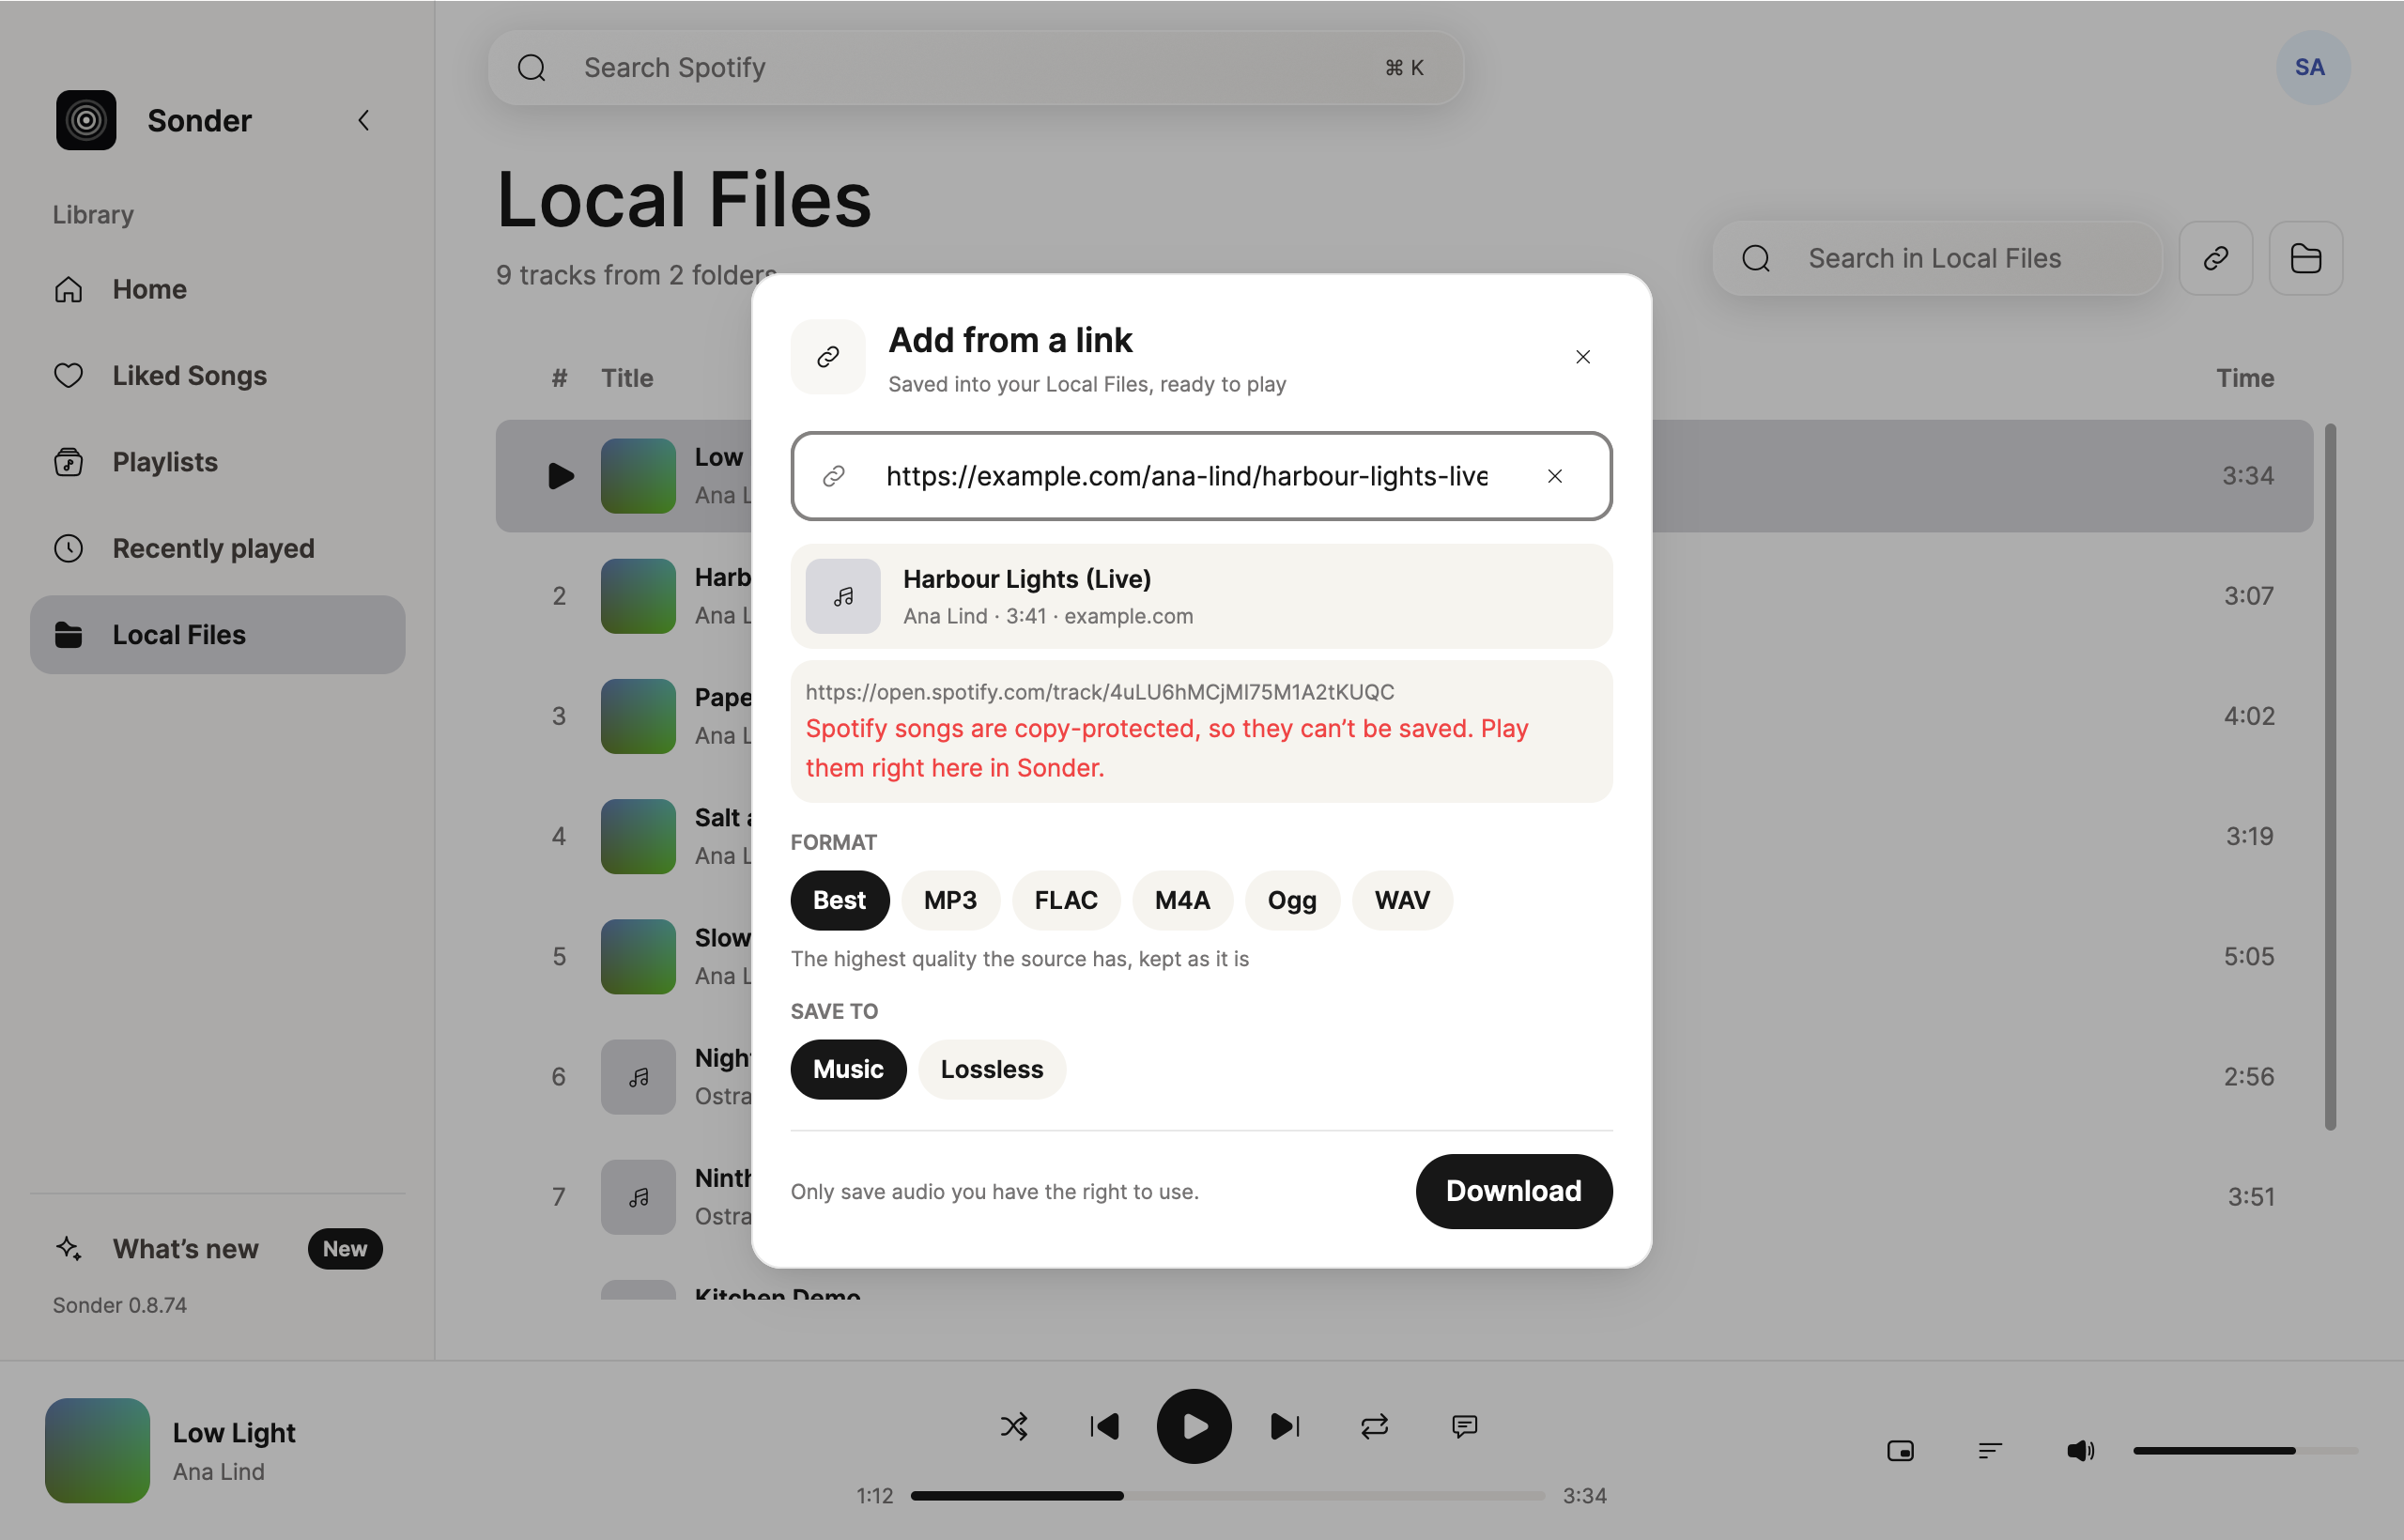 Search Spotify
⌘ K
SA
Sonder
Library
Home
Liked Songs
Playlists
Recently played
Local Files
What’s new
New
Sonder 0.8.74
Local Files
9 tracks from 2 folders
Search in Local Files
#
Title
Time
Low
Ana L
3:34
2
Harb
Ana L
3:07
3
Pape
Ana L
4:02
4
Salt
Ana L
3:19
5
Slow
Ana L
5:05
6
Nigh
Ostra
2:56
7
Ninth
Ostra
3:51
Kitchen Demo
Add from a link
Saved into your Local Files, ready to play
https://example.com/ana-lind/harbour-lights-live
Harbour Lights (Live)
Ana Lind · 3:41 · example.com
https://open.spotify.com/track/4uLU6hMCjMI75M1A2tKUQC
Spotify songs are copy-protected, so they can’t be saved. Play
them right here in Sonder.
FORMAT
Best
MP3
FLAC
M4A
Ogg
WAV
The highest quality the source has, kept as it is
SAVE TO
Music
Lossless
Only save audio you have the right to use.
Download
Low Light
Ana Lind
1:12
3:34